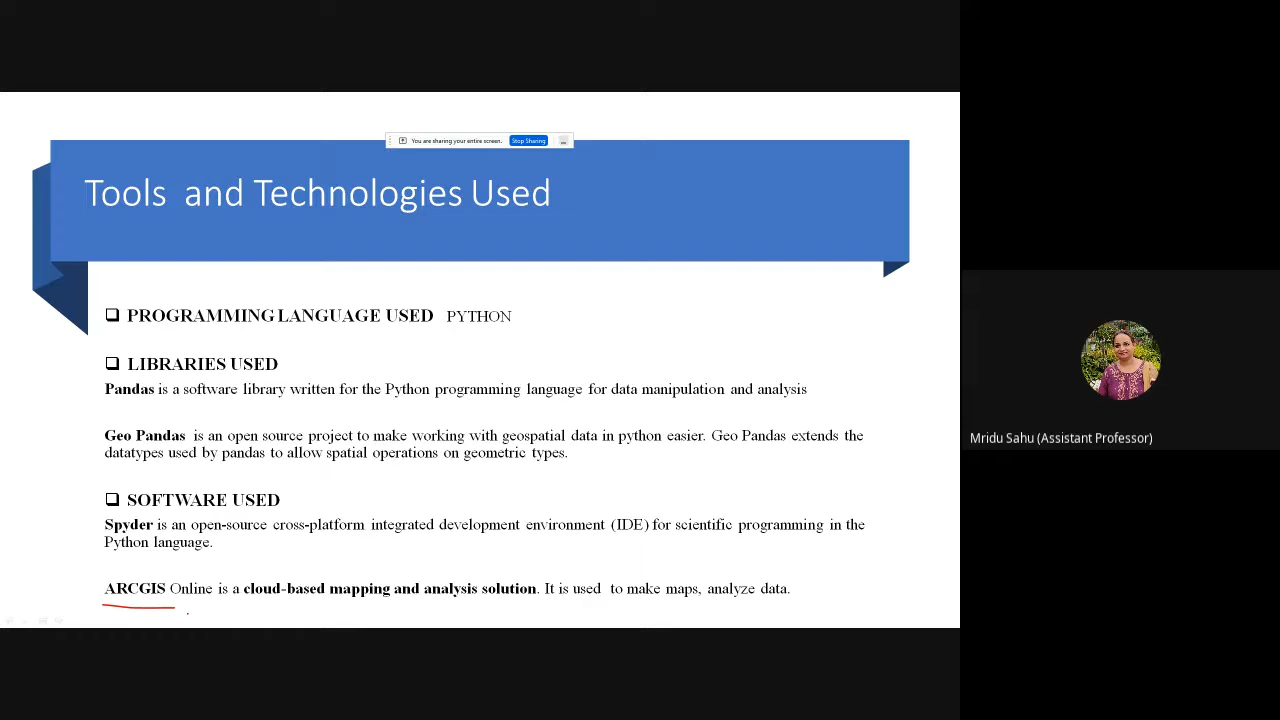 You are sharing your entire screen. Stop Sharing
Tools and Technologies Used
PROGRAMMING LANGUAGE USED PYTHON
LIBRARIES USED
Pandas is a software library written for the Python programming language for data manipulation and analysis
Geo Pandas is an open source project to make working with geospatial data in python easier. Geo Pandas extends the
datatypes used by pandas to allow spatial operations on geometric types.
SOFTWARE USED
Spyder is an open-source cross-platform integrated development environment (IDE) for scientific programming in the
Python language.
ARCGIS Online is a cloud-based mapping and analysis solution. It is used to make maps, analyze data.
Mridu Sahu (Assistant Professor)